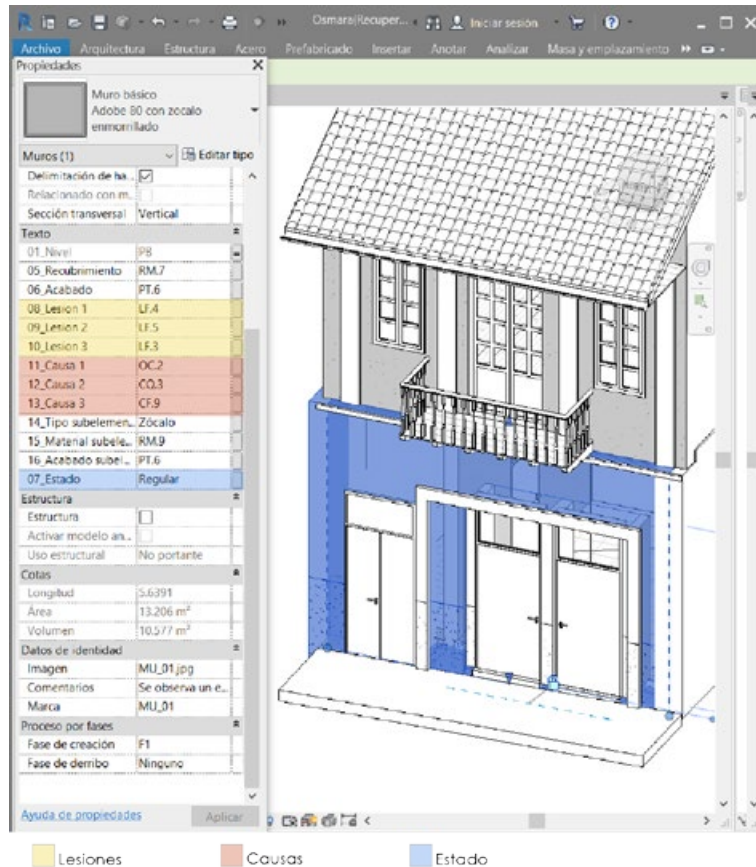 Osmara(Recuper...
Iniciar sesión
Archivo Arquitectura Estructura Acero Prefabricado Insertar Anotar Analizar Masa y emplazamiento
Propiedades
Muro básico
Adobe 80 con zocalo
enmorrillado
Muros (1) Editar tipo
Delimitación de ha...
Relacionado con m...
Sección transversal Vertical
Texto
01_Nivel PB
05_Recubrimiento RM.7
06_Acabado PT.6
08_Lesion 1 LF.4
09_Lesion 2 LF.5
10_Lesion 3 LF.3
11_Causa 1 OC.2
12_Causa 2 CQ.3
13_Causa 3 CF.9
14_Tipo subelemen... Zócalo
15_Material subele... RM.9
16_Acabado subel... PT.6
07_Estado Regular
Estructura
Estructura
Activar modelo an...
Uso estructural No portante
Cotas
Longitud 5.6391
Área 13.206 m²
Volumen 10.577 m³
Datos de identidad
Imagen MU_01.jpg
Comentarios Se observa un e...
Marca MU_01
Proceso por fases
Fase de creación F1
Fase de derribo Ninguno
Ayuda de propiedades Aplicar
Lesiones Causas Estado